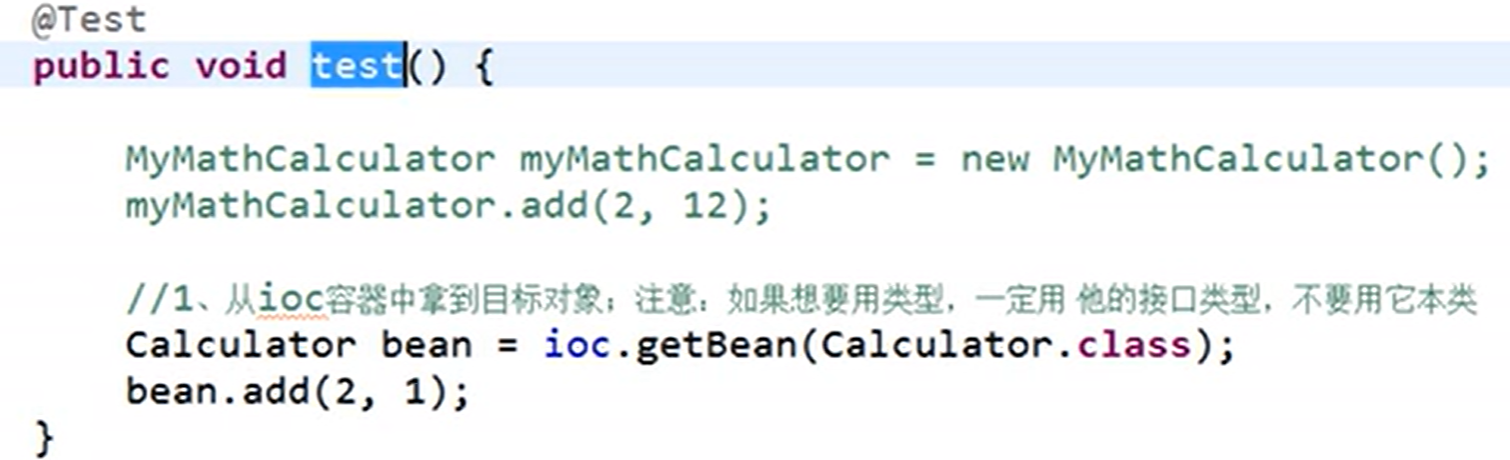 @Test
public void test() {
MyMathCalculator myMathCalculator = new MyMathCalculator();
myMathCalculator.add(2, 12);
//1、从ioc容器中拿到目标对象；注意：如果想要用类型，一定用 他的接口类型，不要用它本类
Calculator bean = ioc.getBean(Calculator.class);
bean.add(2, 1);
}